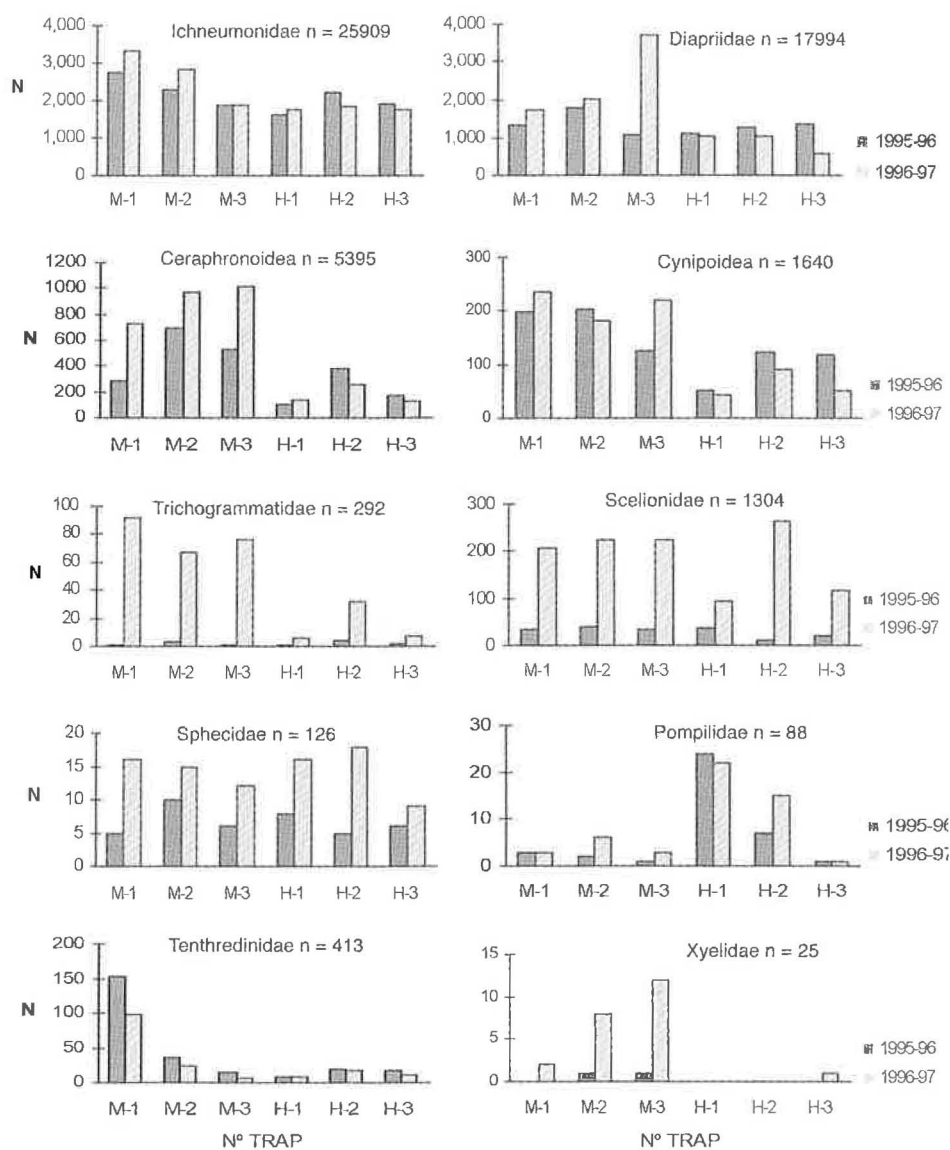 Ichneumonidae n = 25909
4,000
3,000
2,000
1,000
0
N
M-1 M-2 M-3 H-1 H-2 H-3
Diapriidae n = 17994
4,000
3,000
2,000
1,000
0
M-1 M-2 M-3 H-1 H-2 H-3
1995-96
1996-97
Ceraphronoidea n = 5395
1200
1000
800
600
400
200
0
N
M-1 M-2 M-3 H-1 H-2 H-3
Cynipoidea n = 1640
300
200
100
0
M-1 M-2 M-3 H-1 H-2 H-3
1995-96
1996-97
Trichogrammatidae n = 292
100
80
60
40
20
0
N
M-1 M-2 M-3 H-1 H-2 H-3
Scelionidae n = 1304
300
200
100
0
M-1 M-2 M-3 H-1 H-2 H-3
1995-96
1996-97
Sphecidae n = 126
20
15
10
5
0
N
M-1 M-2 M-3 H-1 H-2 H-3
Pompilidae n = 88
30
20
10
0
M-1 M-2 M-3 H-1 H-2 H-3
1995-96
1996-97
Tenthredinidae n = 413
200
150
100
50
0
N
M-1 M-2 M-3 H-1 H-2 H-3
Nº TRAP
Xyelidae n = 25
15
10
5
0
M-1 M-2 M-3 H-1 H-2 H-3
1995-96
1996-97
Nº TRAP